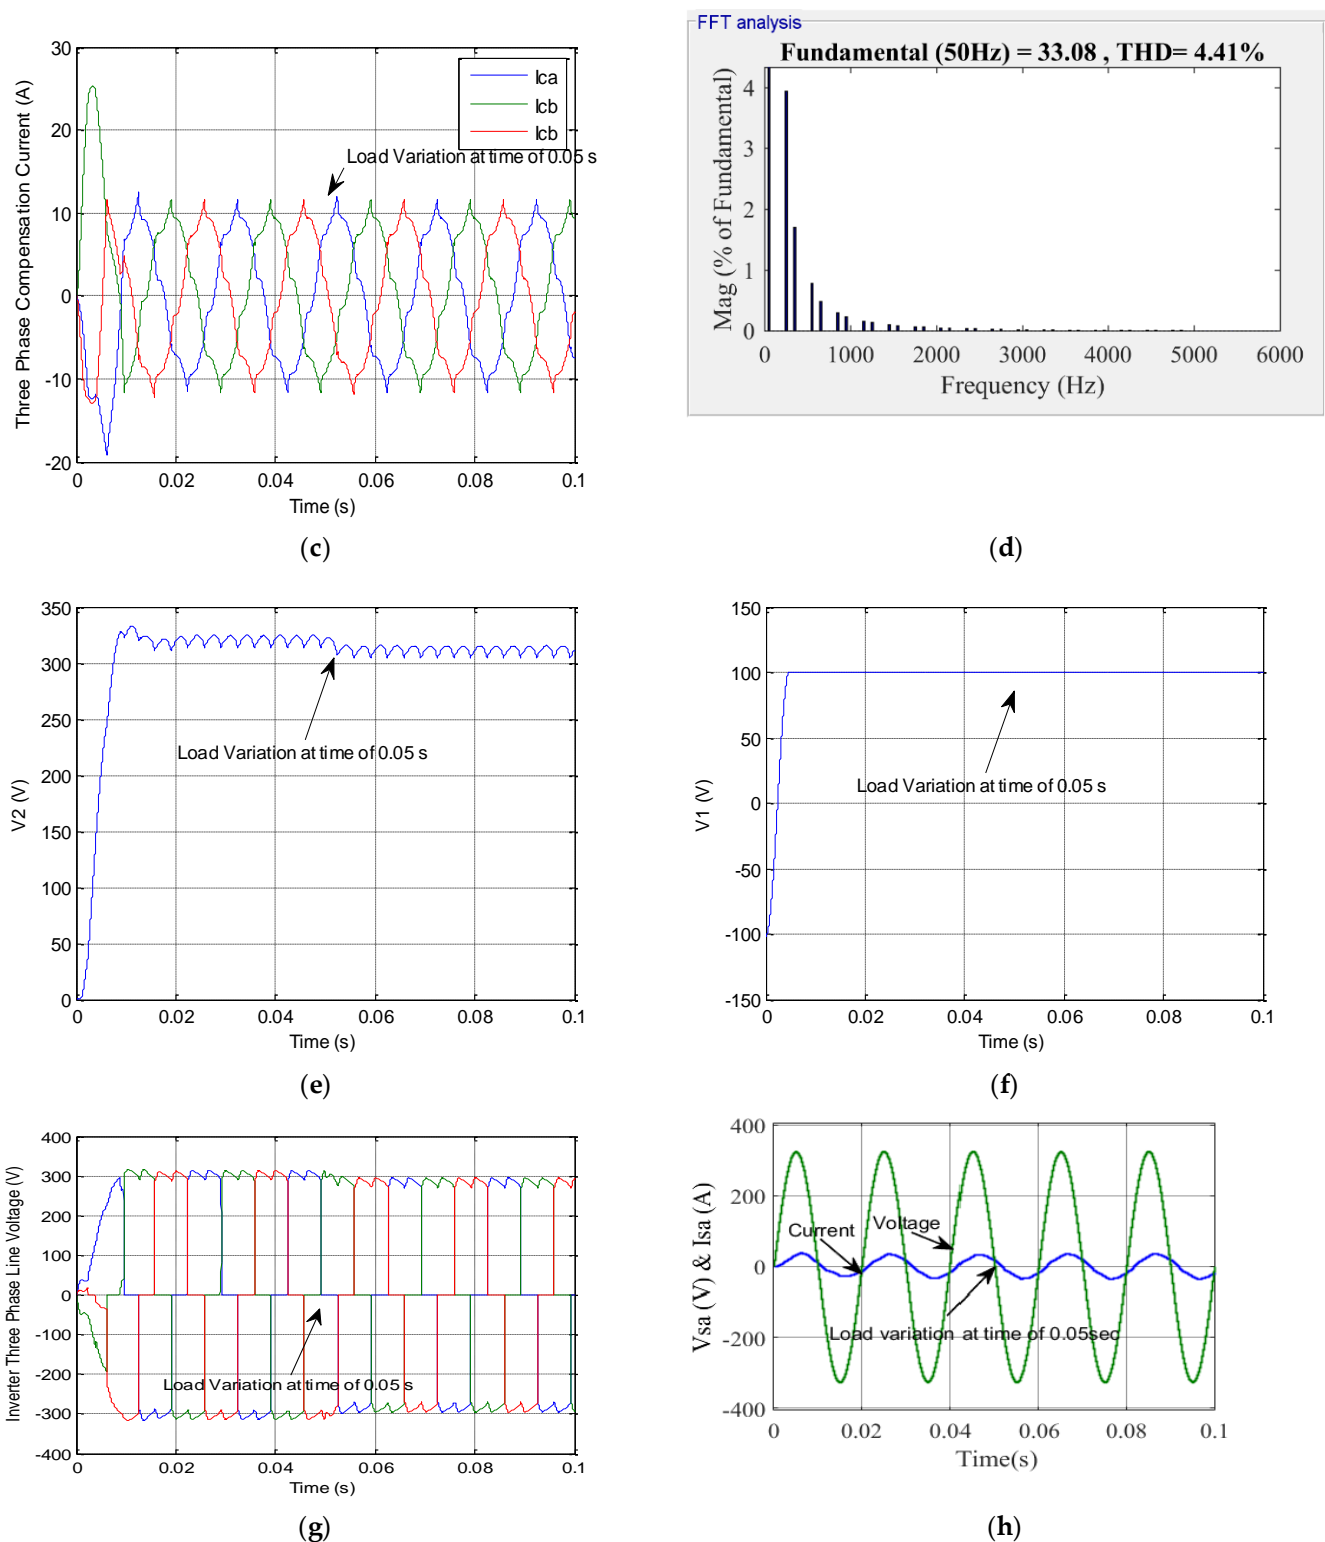 Three Phase Compensation Current (A)
30
20
10
0
-10
-20
Ica
Icb
Icb
Load Variation at time of 0.05 s
0 0.02 0.04 0.06 0.08 0.1
Time (s)
(c)
FFT analysis
Fundamental (50Hz) = 33.08 , THD= 4.41%
Mag (% of Fundamental)
4
3
2
1
0
0 1000 2000 3000 4000 5000 6000
Frequency (Hz)
(d)
V2 (V)
350
300
250
200
150
100
50
0
Load Variation at time of 0.05 s
0 0.02 0.04 0.06 0.08 0.1
Time (s)
(e)
V1 (V)
150
100
50
0
-50
-100
-150
Load Variation at time of 0.05 s
0 0.02 0.04 0.06 0.08 0.1
Time (s)
(f)
Inverter Three Phase Line Voltage (V)
400
300
200
100
0
-100
-200
-300
-400
Load Variation at time of 0.05 s
0 0.02 0.04 0.06 0.08 0.1
Time (s)
(g)
Vsa (V) & Isa (A)
400
200
0
-200
-400
Current
Voltage
Load variation at time of 0.05sec
0 0.02 0.04 0.06 0.08 0.1
Time(s)
(h)